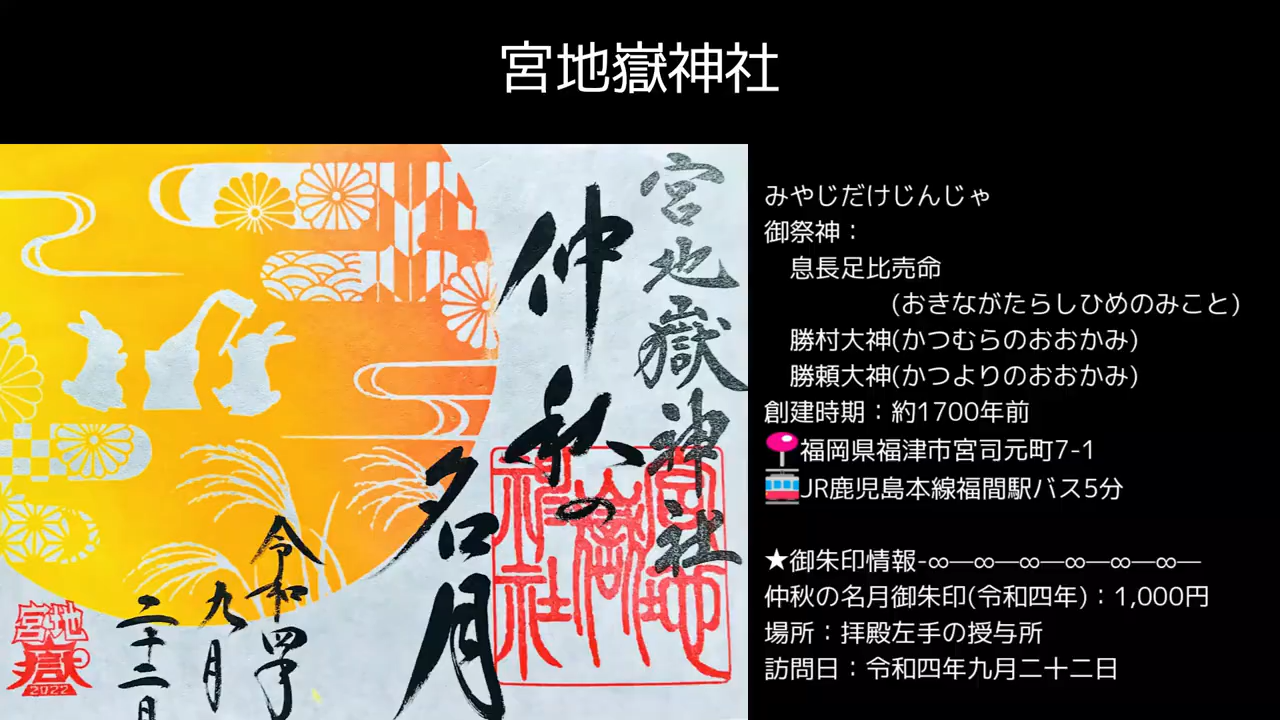 宮地嶽神社
宮地嶽神社
仲秋の
名月
令和四年
九月
二十二日
宮地嶽神社
宮地
嶽
2022
みやじだけじんじゃ
御祭神：
息長足比売命
(おきながたらしひめのみこと)
勝村大神(かつむらのおおかみ)
勝頼大神(かつよりのおおかみ)
創建時期：約1700年前
福岡県福津市宮司元町7-1
JR鹿児島本線福間駅バス5分
★御朱印情報-∞—∞—∞—∞—∞—∞—
仲秋の名月御朱印(令和四年)：1,000円
場所：拝殿左手の授与所
訪問日：令和四年九月二十二日